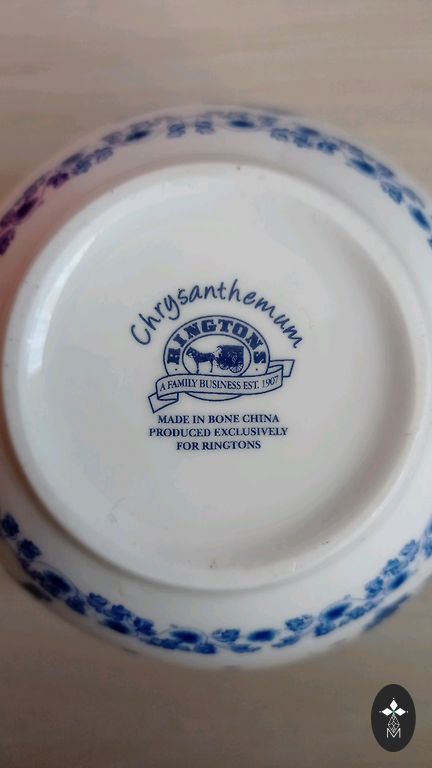 Chrysanthemum
RINGTONS
A FAMILY BUSINESS EST. 1907
MADE IN BONE CHINA
PRODUCED EXCLUSIVELY
FOR RINGTONS
M